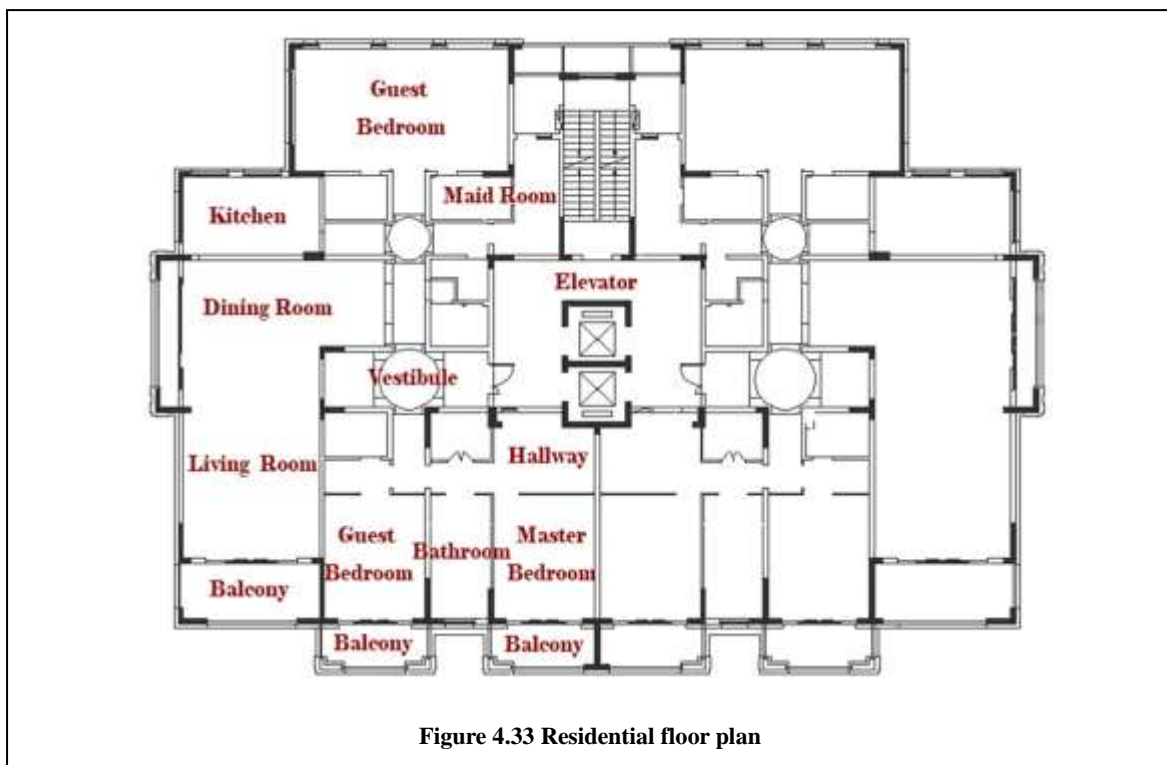 Guest
Bedroom
Maid Room
Kitchen
Elevator
Dining Room
Vestibule
Hallway
Living Room
Guest
Bedroom
Bathroom
Master
Bedroom
Balcony
Balcony
Balcony
Figure 4.33 Residential floor plan